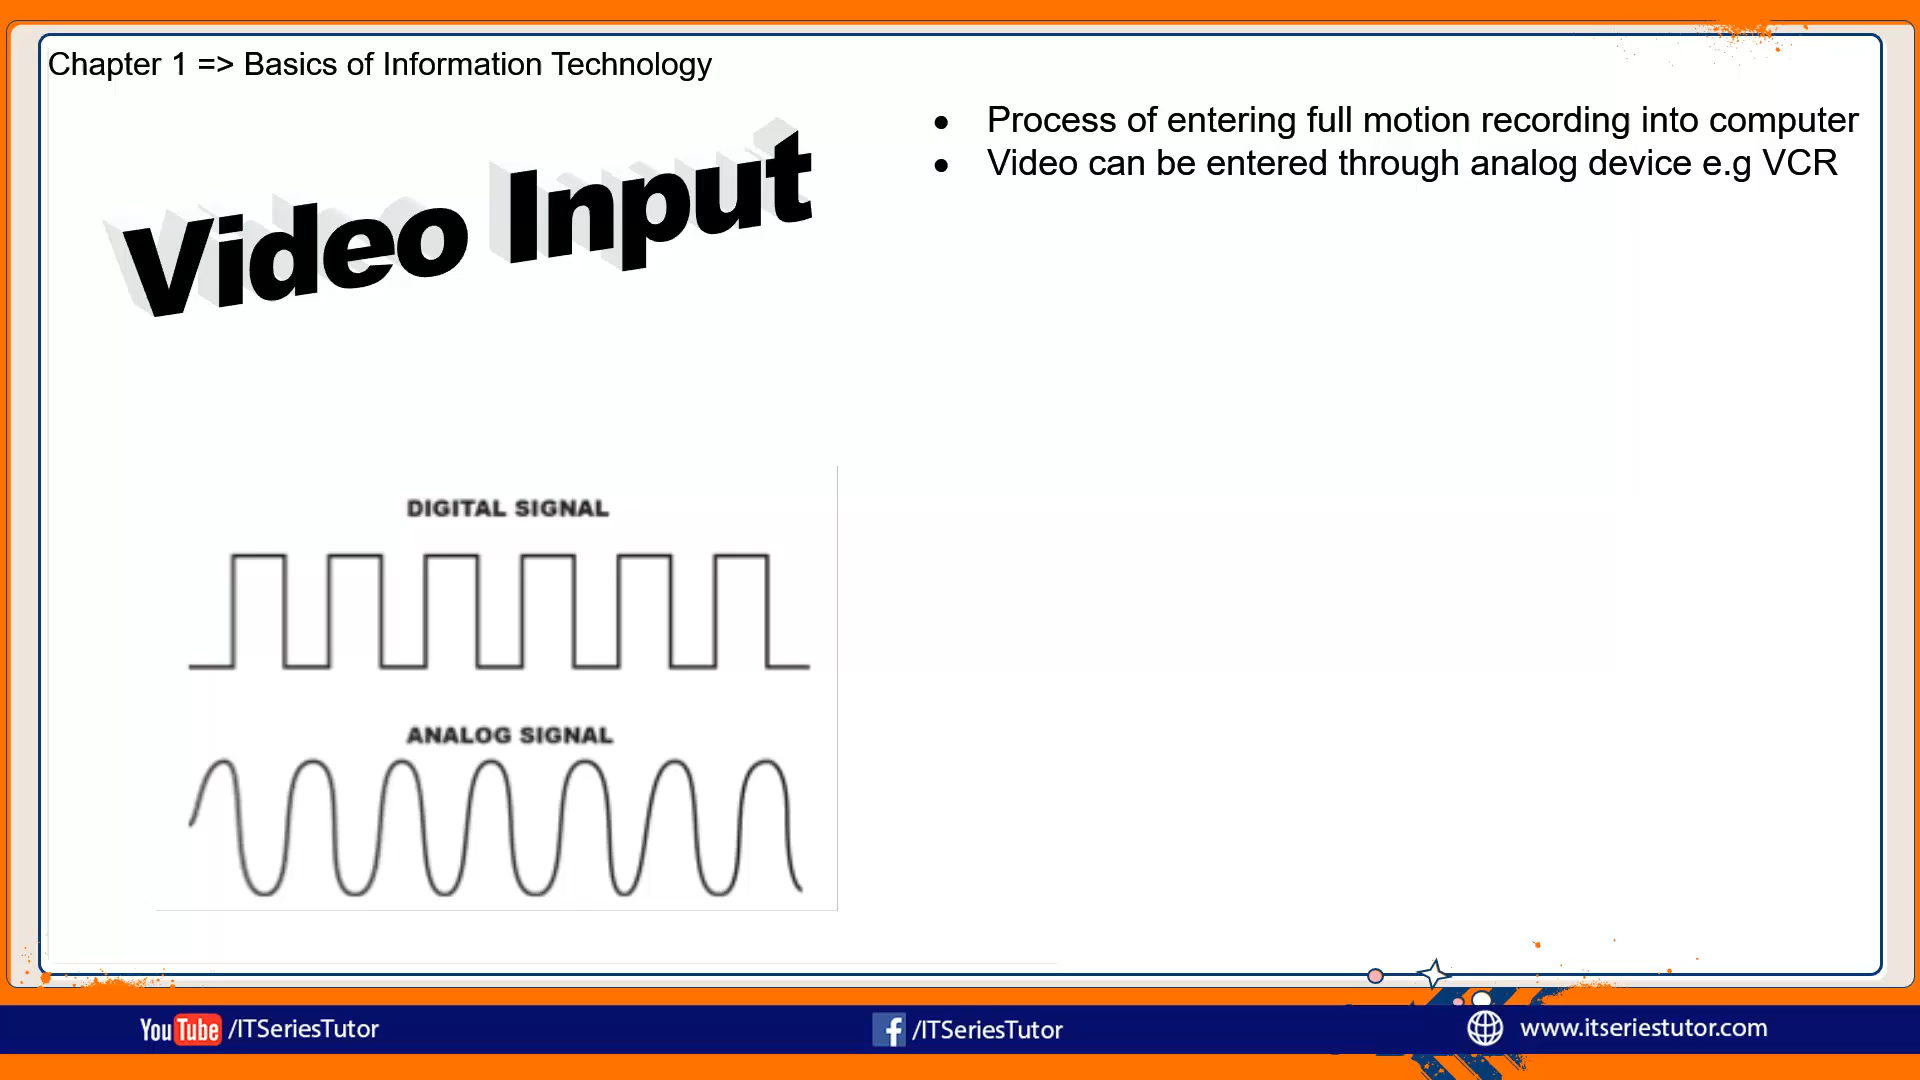 Chapter 1 => Basics of Information Technology
Video Input
● Process of entering full motion recording into computer
● Video can be entered through analog device e.g VCR
DIGITAL SIGNAL
ANALOG SIGNAL
YouTube /ITSeriesTutor
f /ITSeriesTutor
www.itseriestutor.com